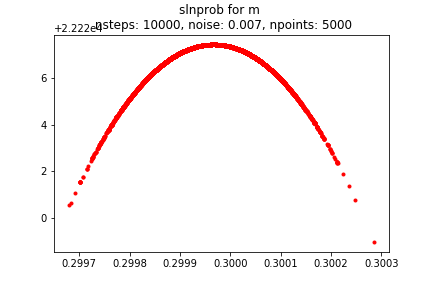 slnprob for m
nsteps: 10000, noise: 0.007, npoints: 5000
+2.222e4
6
4
2
0
0.2997 0.2998 0.2999 0.3000 0.3001 0.3002 0.3003